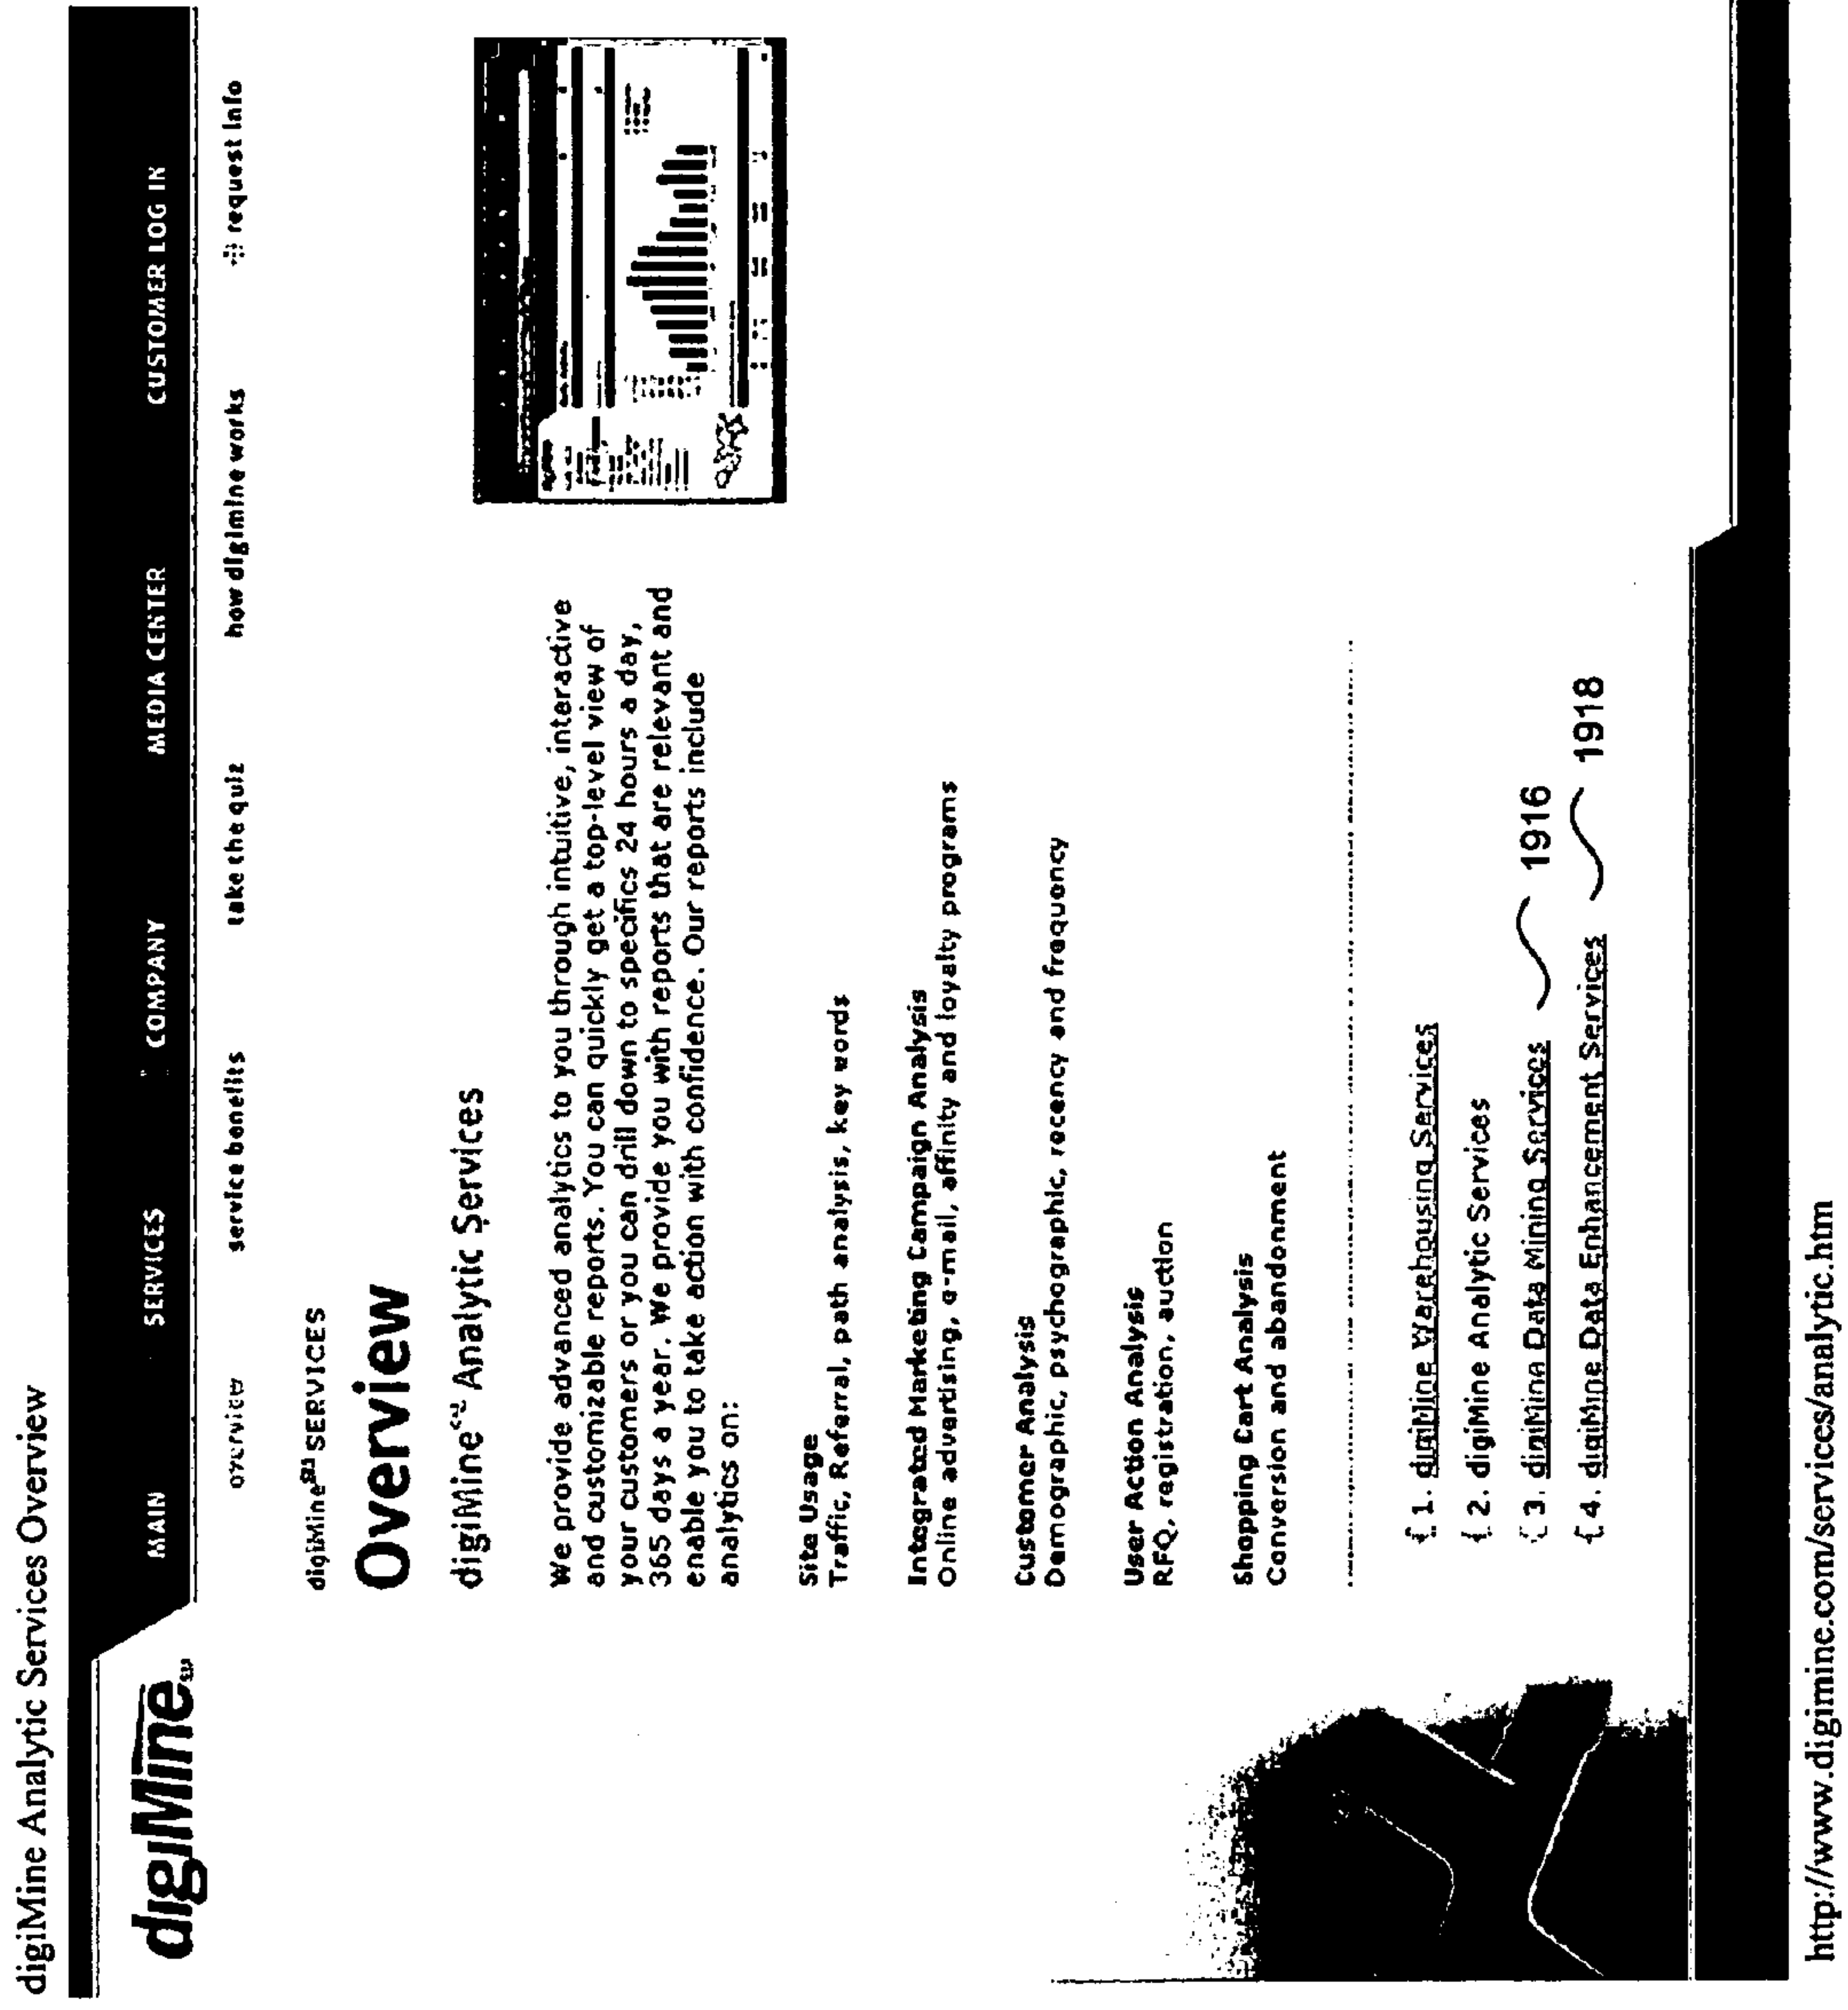 digiMine Analytic Services Overview
digiMine
MAIN SERVICES COMPANY MEDIA CENTER CUSTOMER LOG IN
overview service benefits take the quiz how digimine works request info
digiMine SERVICES
Overview
digiMine Analytic Services
We provide advanced analytics to you through intuitive, interactive
and customizable reports. You can quickly get a top-level view of
your customers or you can drill down to specifics 24 hours a day,
365 days a year. We provide you with reports that are relevant and
enable you to take action with confidence. Our reports include
analytics on:
Site Usage
Traffic, Referral, path analysis, key words
Integrated Marketing Campaign Analysis
Online advertising, e-mail, affinity and loyalty programs
Customer Analysis
Demographic, psychographic, recency and frequency
User Action Analysis
RFQ, registration, auction
Shopping Cart Analysis
Conversion and abandonment
1. digiMine Warehousing Services
2. digiMine Analytic Services
3. digiMine Data Mining Services 1916
4. digiMine Data Enhancement Services 1918
http://www.digimine.com/services/analytic.htm